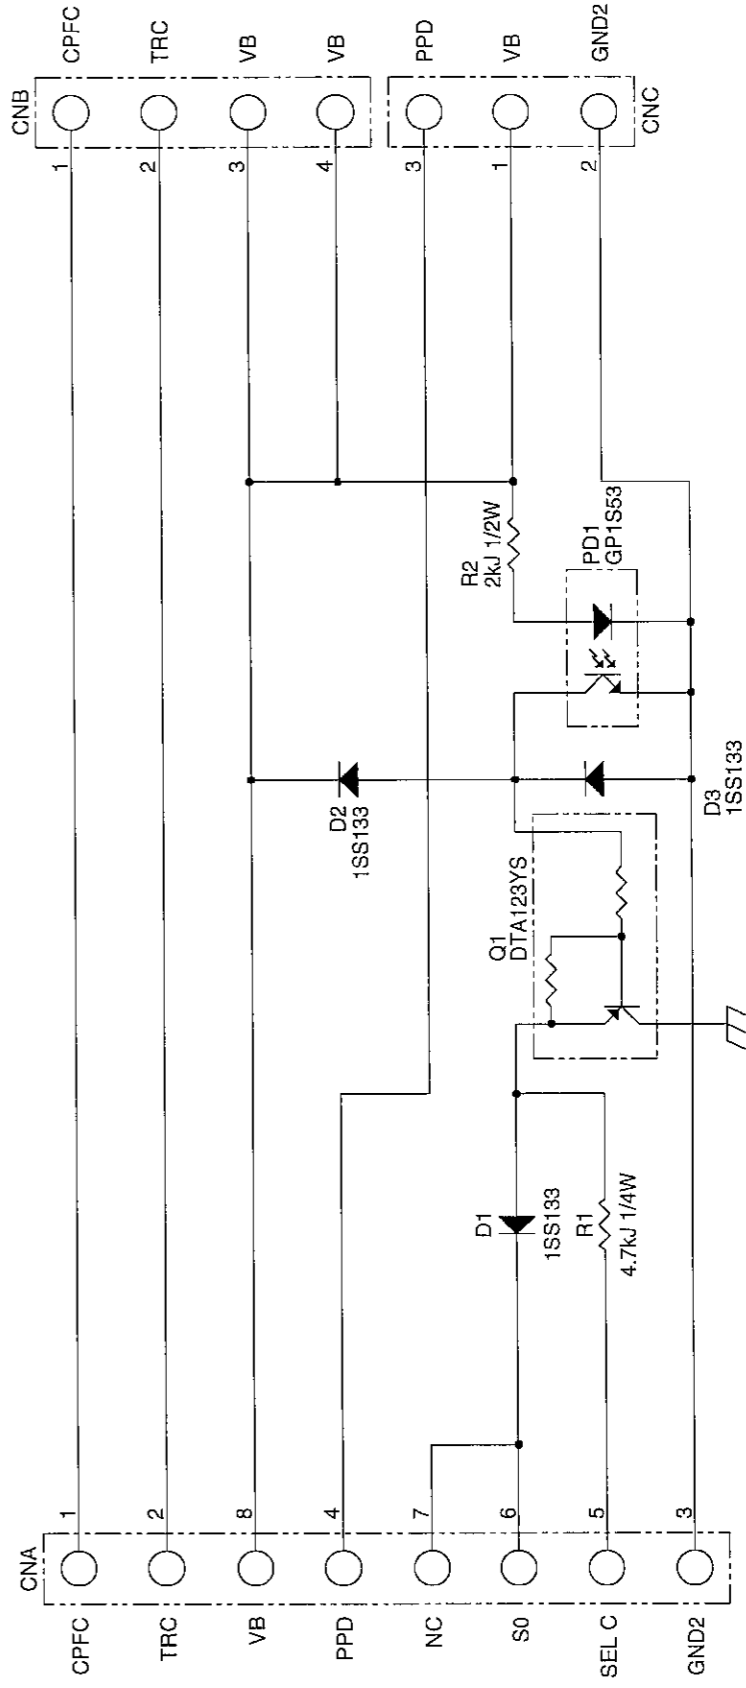 CNA
CPFC 1
TRC 2
VB 8
PPD 4
NC 7
S0 6
SEL C 5
GND2 3
D1
1SS133
R1
4.7kJ 1/4W
Q1
DTA123YS
D2
1SS133
D3
1SS133
R2
2kJ 1/2W
PD1
GP1S53
CNB
1 CPFC
2 TRC
3 VB
4 VB
3 PPD
1 VB
2 GND2
CNC